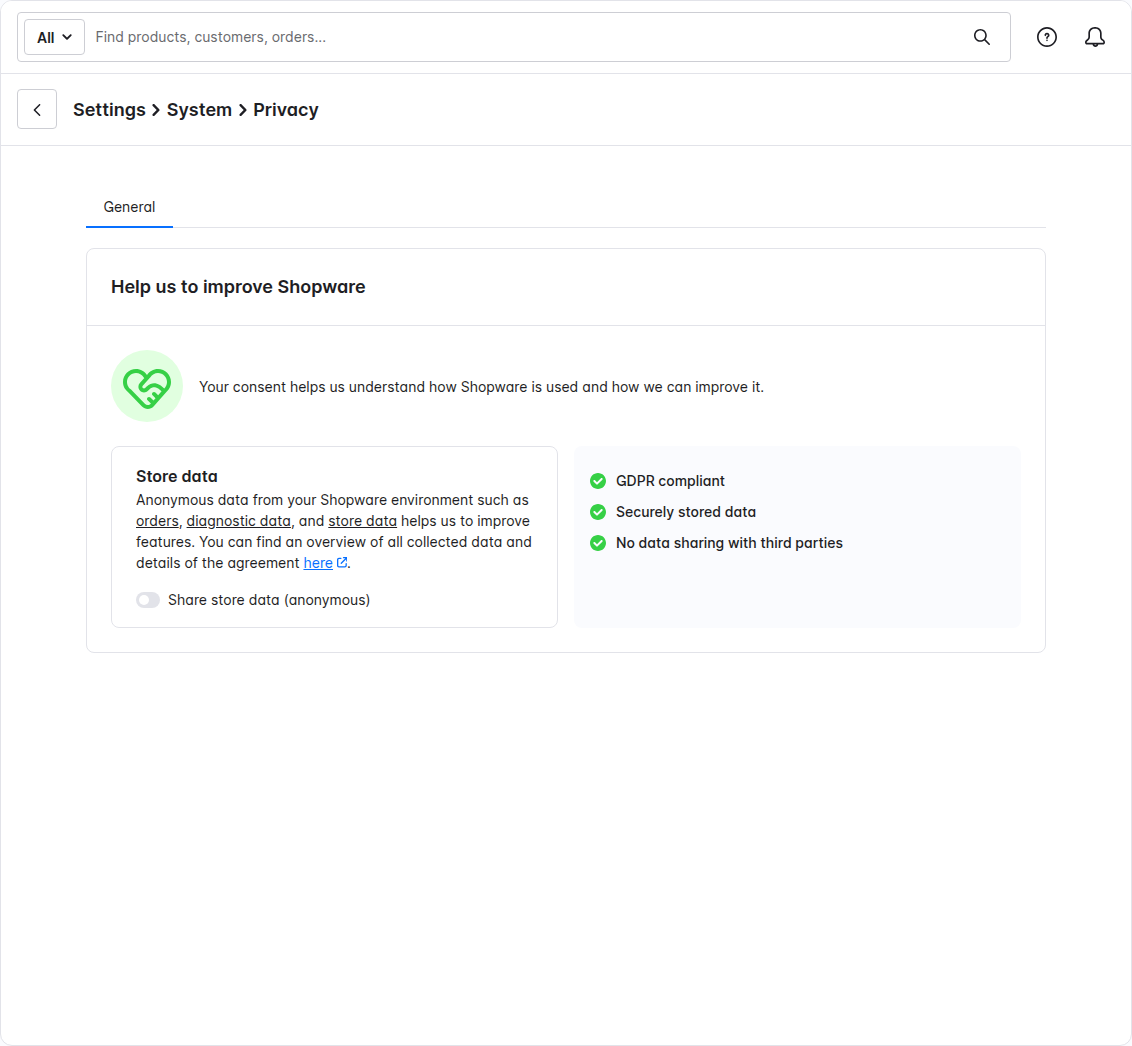 All
Find products, customers, orders...
Settings > System > Privacy
General
Help us to improve Shopware
Your consent helps us understand how Shopware is used and how we can improve it.
Store data
Anonymous data from your Shopware environment such as
orders, diagnostic data, and store data helps us to improve
features. You can find an overview of all collected data and
details of the agreement here.
Share store data (anonymous)
GDPR compliant
Securely stored data
No data sharing with third parties